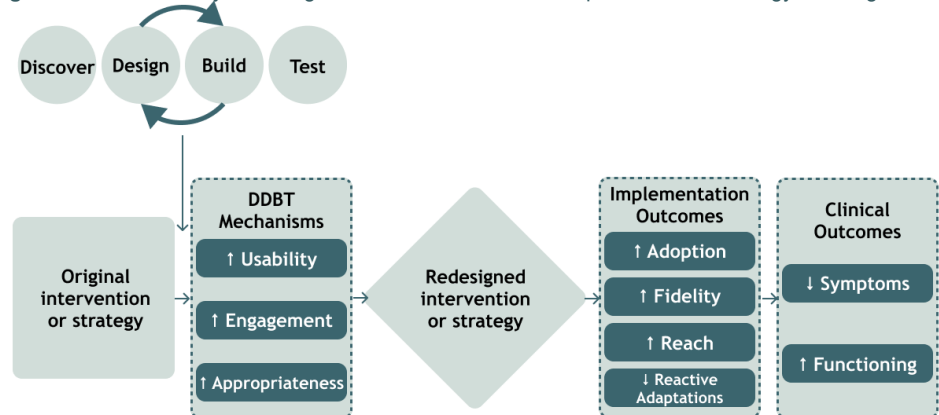 Discover
Design
Build
Test
DDBT
Mechanisms
↑ Usability
↑ Engagement
↑ Appropriateness
Original
intervention
or strategy
Redesigned
intervention
or strategy
Implementation
Outcomes
↑ Adoption
↑ Fidelity
↑ Reach
↓ Reactive
Adaptations
Clinical
Outcomes
↓ Symptoms
↑ Functioning